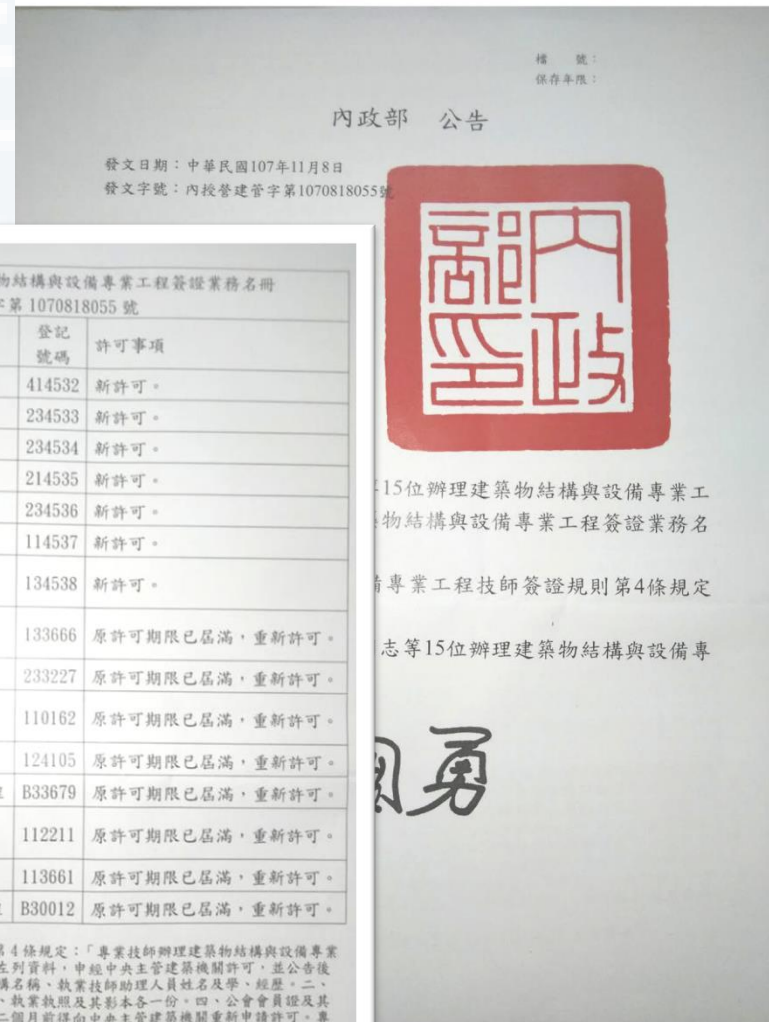 檔　號：
保存年限：
內政部　公告
發文日期：中華民國107年11月8日
發文字號：內授營建管字第1070818055號
內政部印
15位辦理建築物結構與設備專業工
物結構與設備專業工程簽證業務名
備專業工程技師簽證規則第4條規定
志等15位辦理建築物結構與設備專
勇
物結構與設備專業工程簽證業務名冊
字第 1070818055 號
登記號碼 許可事項
414532 新許可。
234533 新許可。
234534 新許可。
214535 新許可。
234536 新許可。
114537 新許可。
134538 新許可。
133666 原許可期限已屆滿，重新許可。
233227 原許可期限已屆滿，重新許可。
110162 原許可期限已屆滿，重新許可。
124105 原許可期限已屆滿，重新許可。
B33679 原許可期限已屆滿，重新許可。
112211 原許可期限已屆滿，重新許可。
113661 原許可期限已屆滿，重新許可。
B30012 原許可期限已屆滿，重新許可。
第4條規定：「專業技師辦理建築物結構與設備專業
左列資料，申經中央主管建築機關許可，並公告後
構名稱、執業技師助理人員姓名及學、經歷。二、
、執業執照及其影本各一份。四、公會會員證及其
二個月前得向中央主管建築機關重新申請許可。專